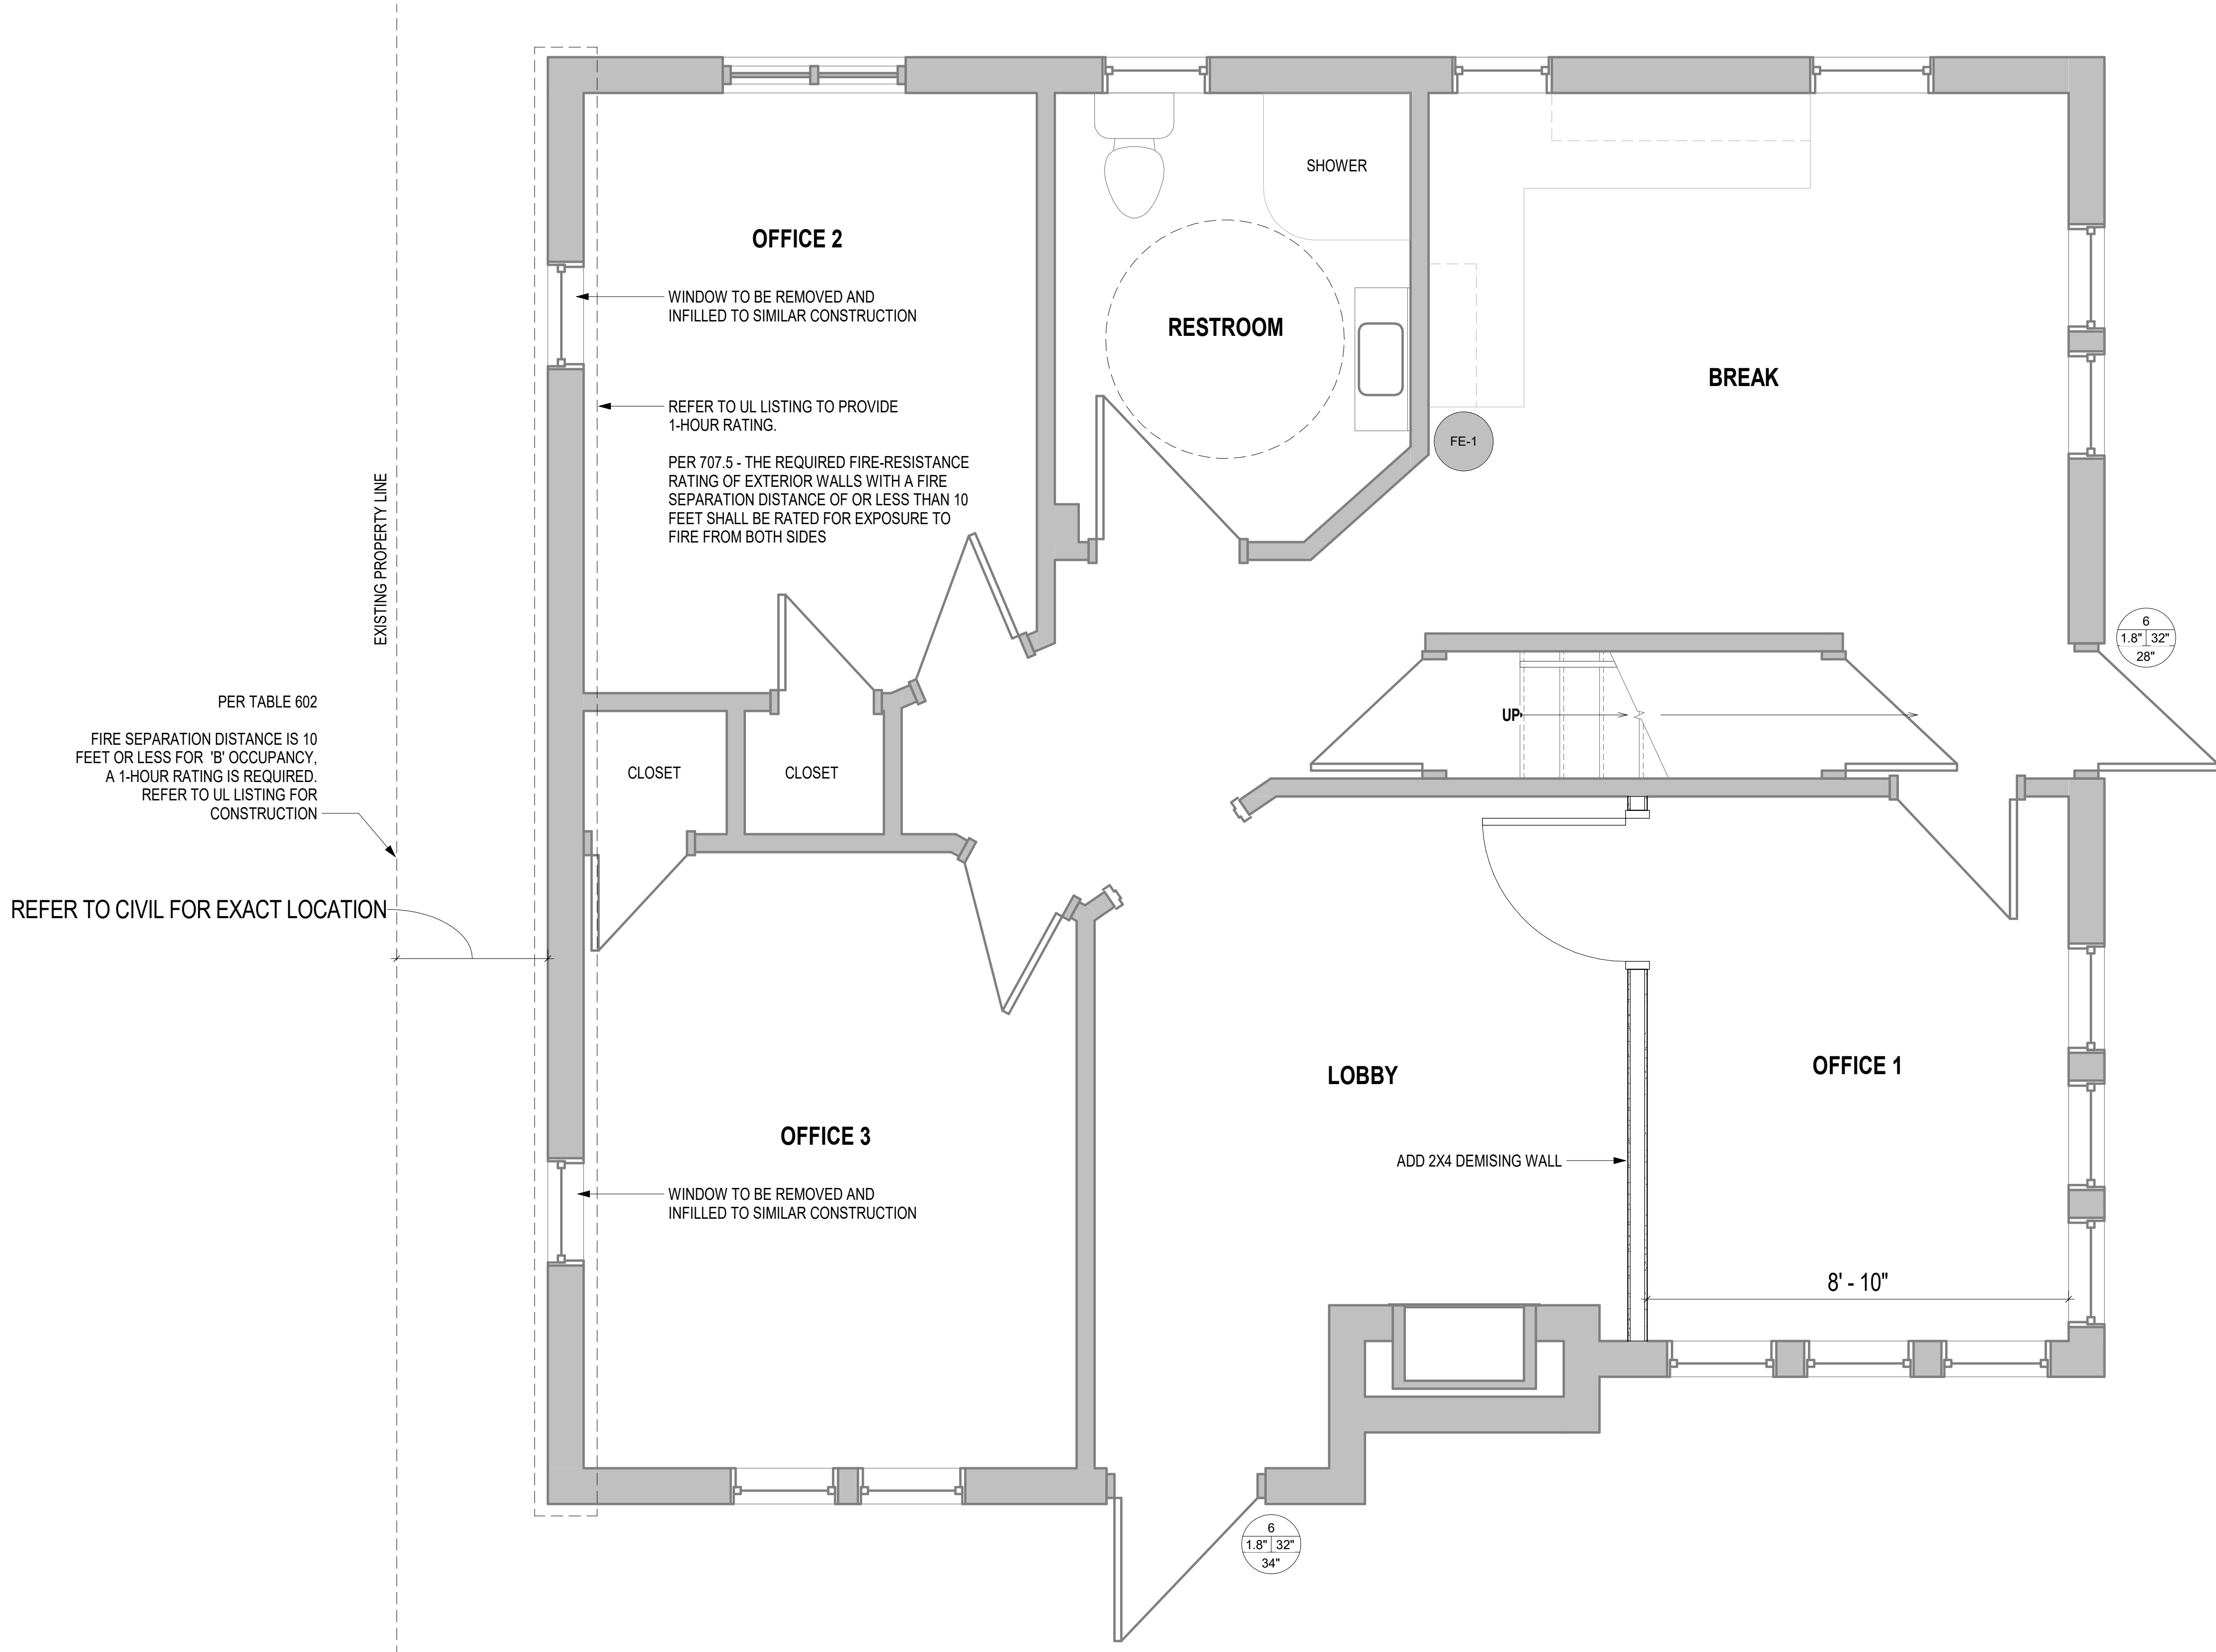 SHOWER
OFFICE 2
WINDOW TO BE REMOVED AND
INFILLED TO SIMILAR CONSTRUCTION
RESTROOM
BREAK
REFER TO UL LISTING TO PROVIDE
1-HOUR RATING.
PER 707.5 - THE REQUIRED FIRE-RESISTANCE
RATING OF EXTERIOR WALLS WITH A FIRE
SEPARATION DISTANCE OF OR LESS THAN 10
FEET SHALL BE RATED FOR EXPOSURE TO
FIRE FROM BOTH SIDES
FE-1
EXISTING PROPERTY LINE
6
1.8" 32"
28"
PER TABLE 602
FIRE SEPARATION DISTANCE IS 10
FEET OR LESS FOR 'B' OCCUPANCY,
A 1-HOUR RATING IS REQUIRED.
REFER TO UL LISTING FOR
CONSTRUCTION
UP
CLOSET
CLOSET
REFER TO CIVIL FOR EXACT LOCATION
LOBBY
OFFICE 1
OFFICE 3
ADD 2X4 DEMISING WALL
WINDOW TO BE REMOVED AND
INFILLED TO SIMILAR CONSTRUCTION
8' - 10"
6
1.8" 32"
34"